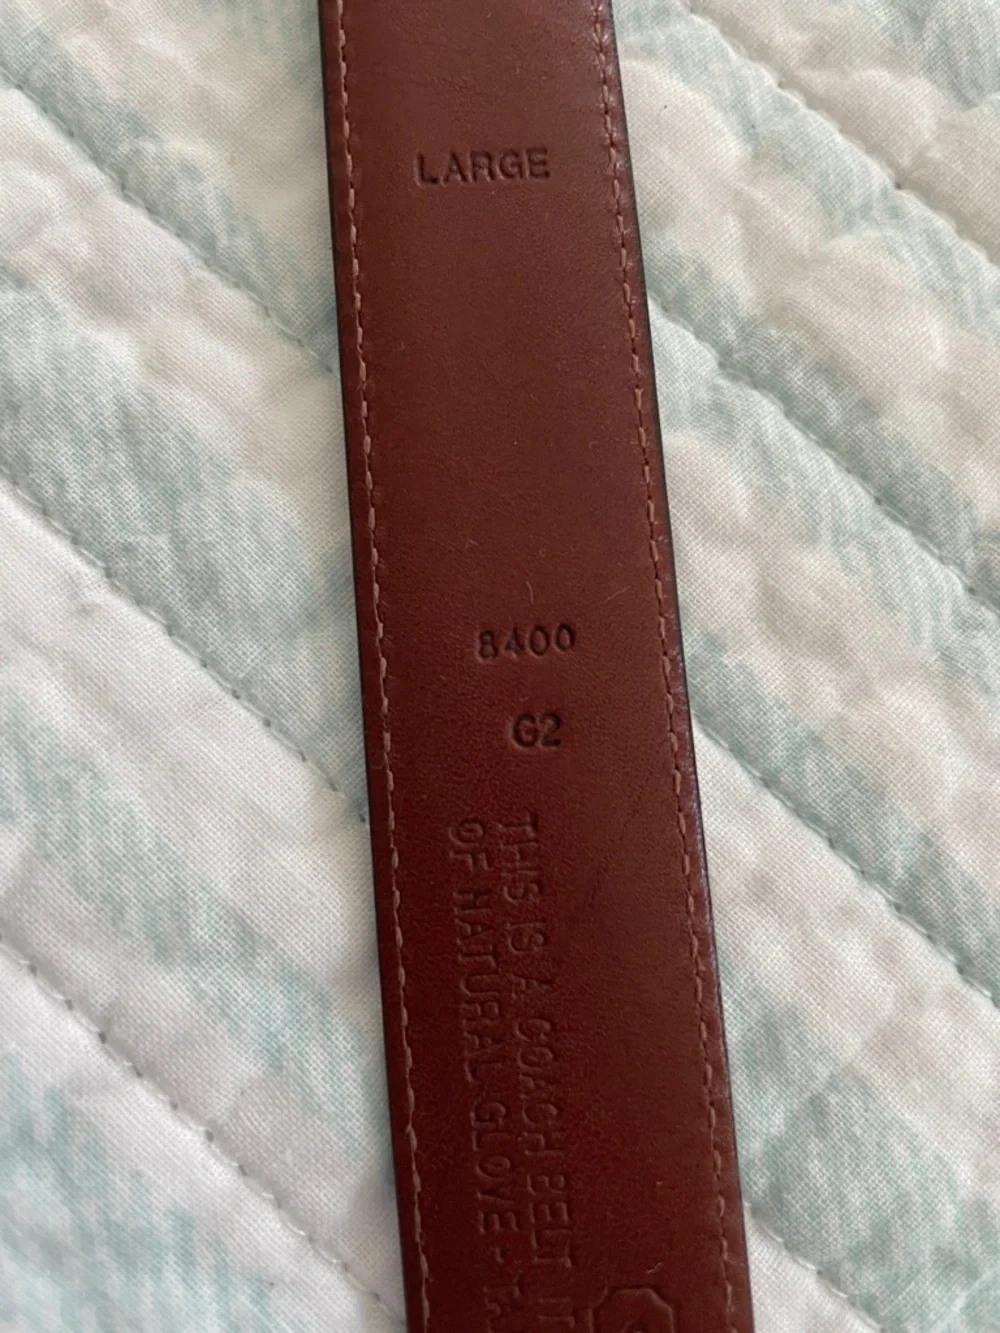 LARGE
8400
G2
THIS IS A COACH BELT
OF NATURAL GLOVE-